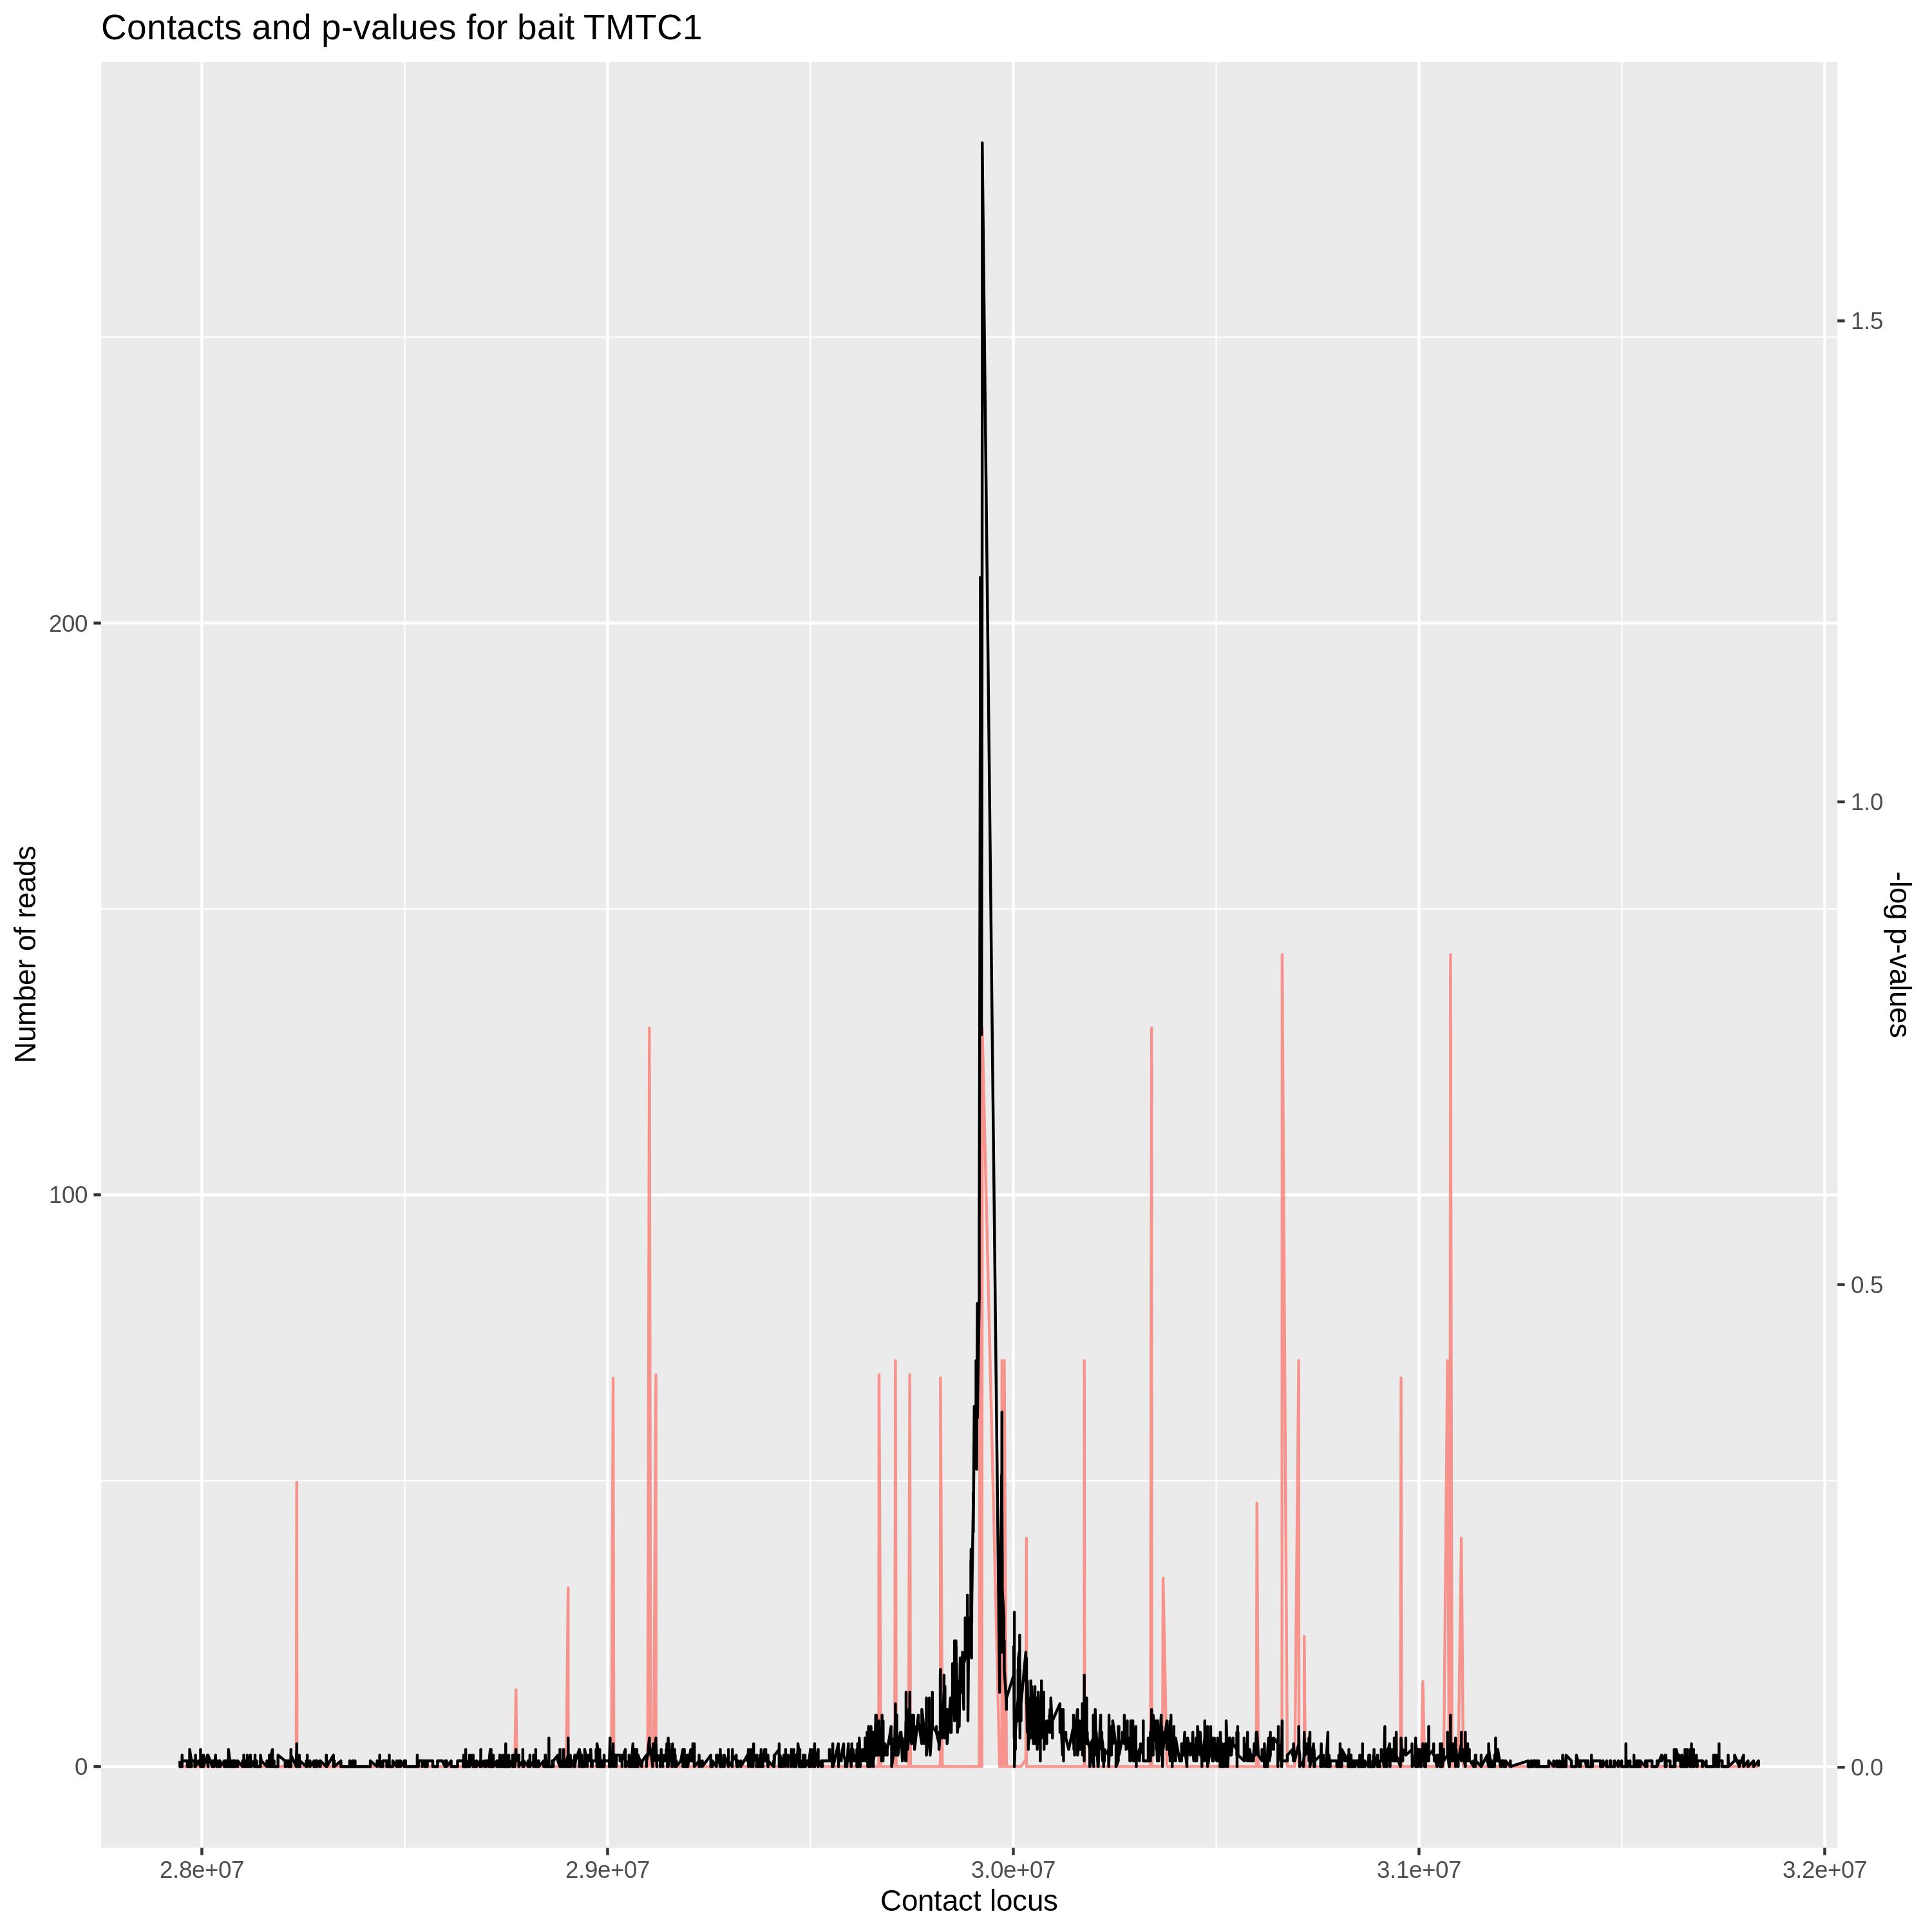 Contacts and p-values for bait TMTC1
Number of reads
200
100
0
1.5
1.0
0.5
0.0
-log p-values
2.8e+07 2.9e+07 3.0e+07 3.1e+07 3.2e+07
Contact locus